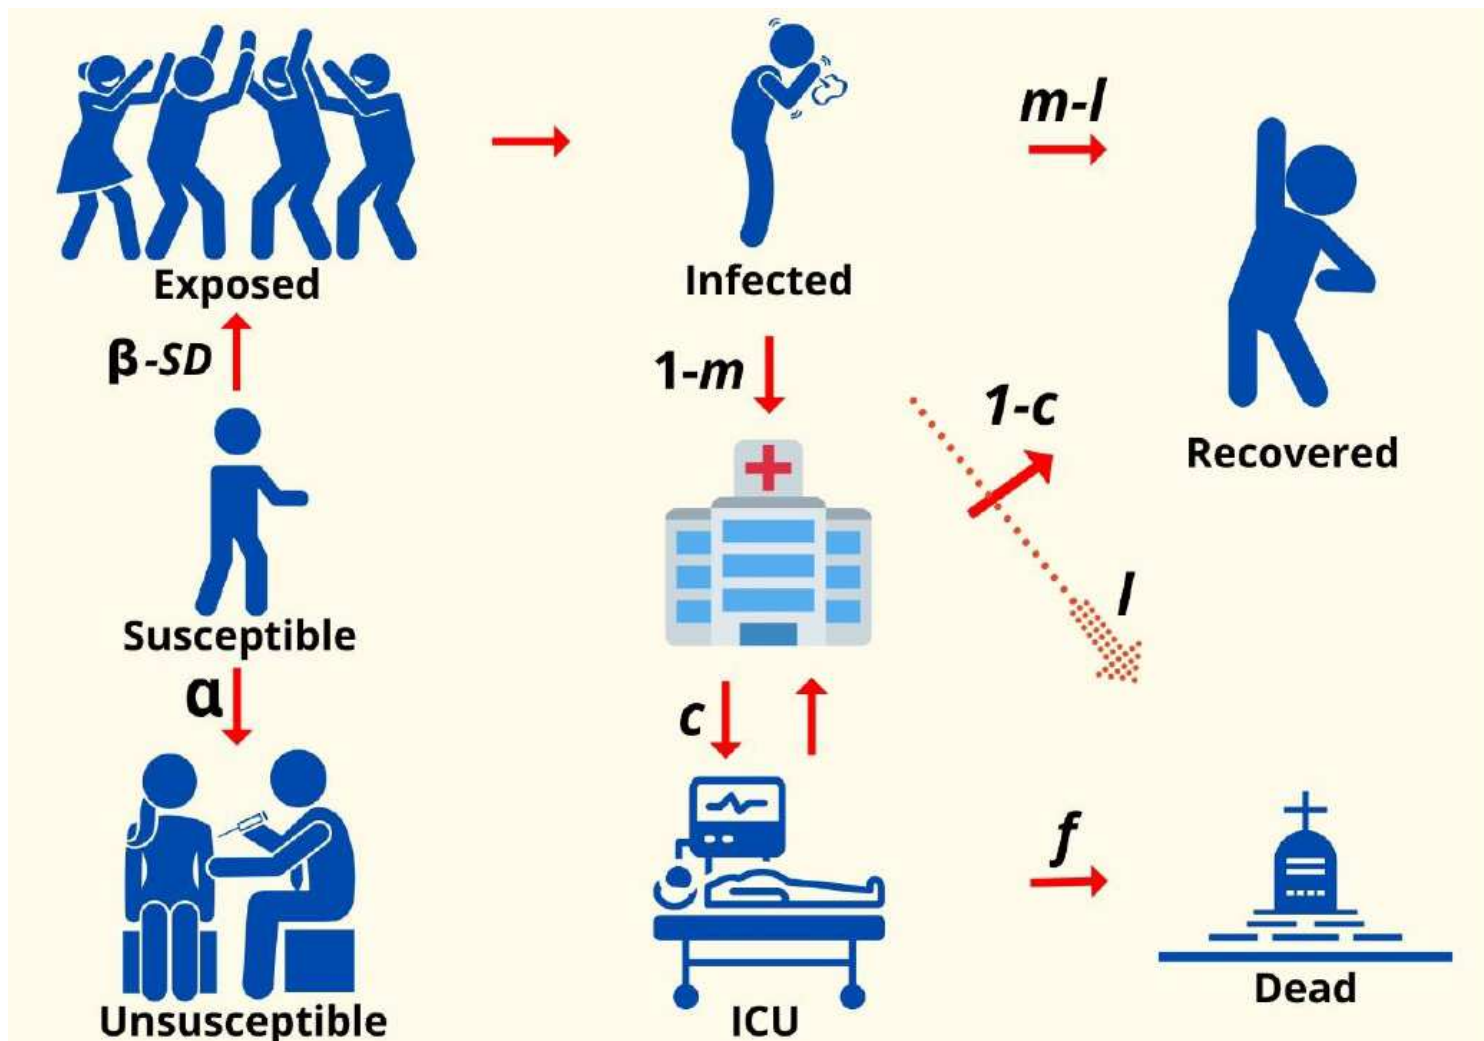 m-l
Exposed
Infected
β-SD
1-m
1-c
Recovered
l
Susceptible
α
c
f
Dead
Unsusceptible
ICU